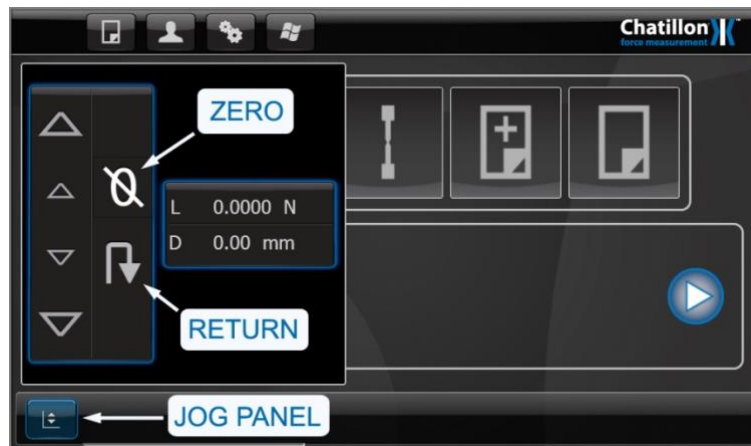 Chatillon
force measurement
ZERO
L 0.0000 N
D 0.00 mm
RETURN
JOG PANEL